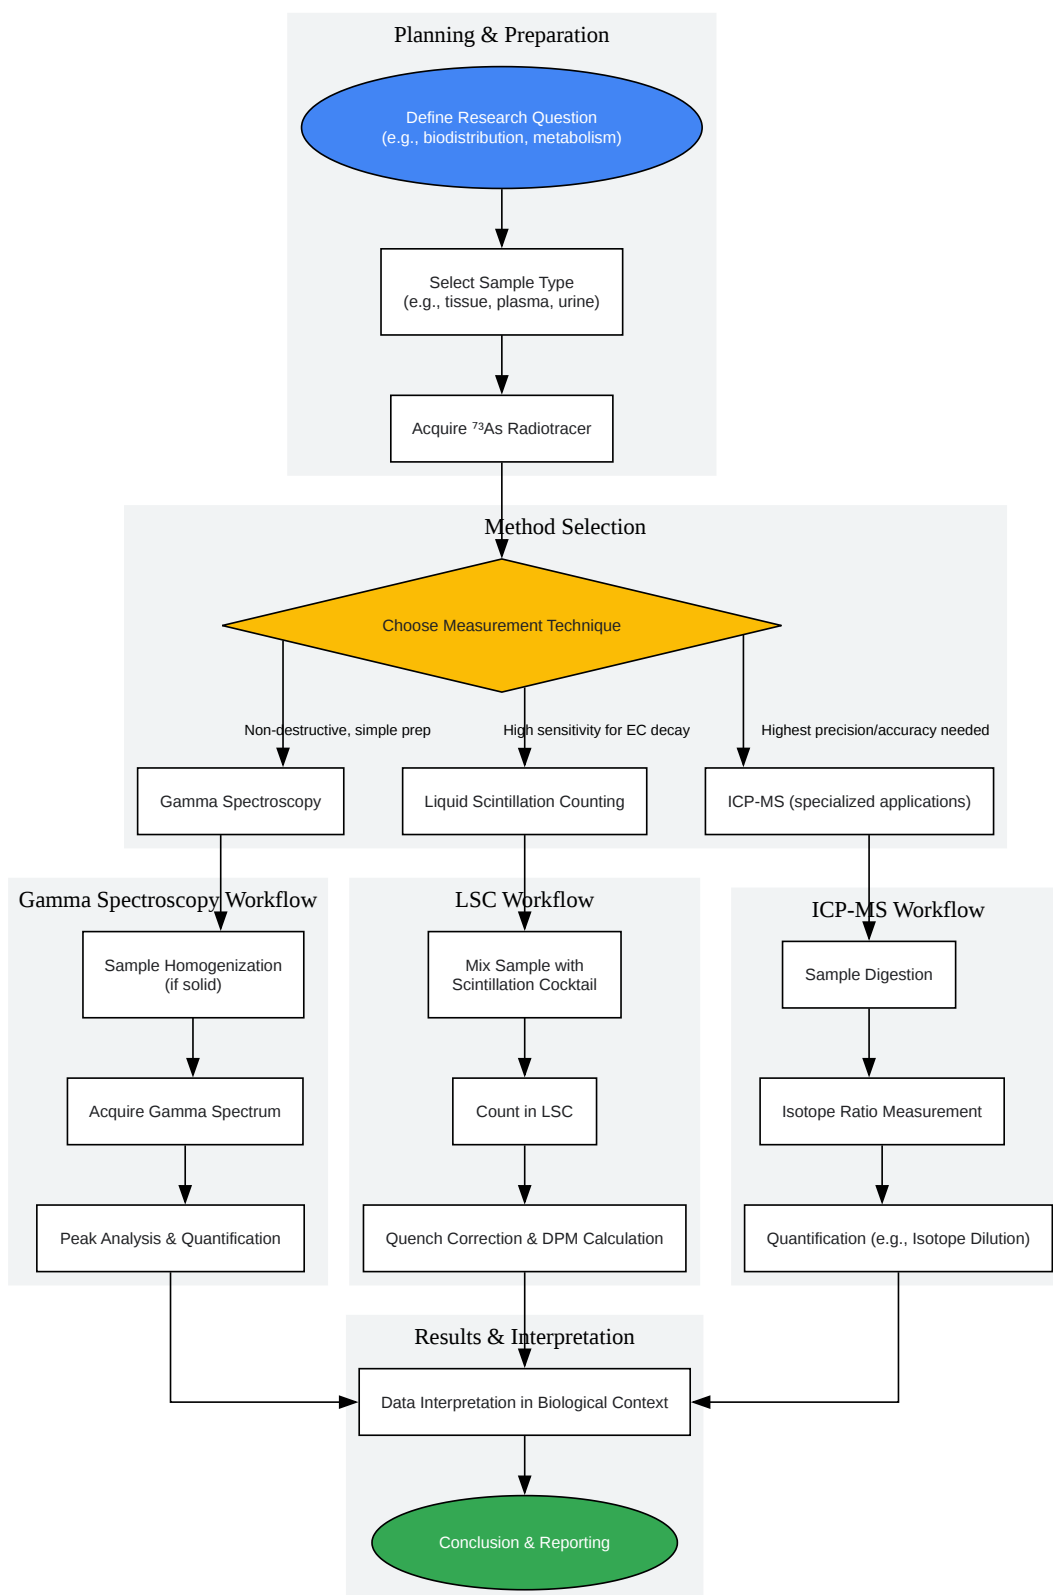 Planning & Preparation
Define Research Question
(e.g., biodistribution, metabolism)
Select Sample Type
(e.g., tissue, plasma, urine)
Acquire ⁷³As Radiotracer
Method Selection
Choose Measurement Technique
Non-destructive, simple prep
High sensitivity for EC decay
Highest precision/accuracy needed
Gamma Spectroscopy
Liquid Scintillation Counting
ICP-MS (specialized applications)
Gamma Spectroscopy Workflow
Sample Homogenization
(if solid)
Acquire Gamma Spectrum
Peak Analysis & Quantification
LSC Workflow
Mix Sample with
Scintillation Cocktail
Count in LSC
Quench Correction & DPM Calculation
ICP-MS Workflow
Sample Digestion
Isotope Ratio Measurement
Quantification (e.g., Isotope Dilution)
Results & Interpretation
Data Interpretation in Biological Context
Conclusion & Reporting